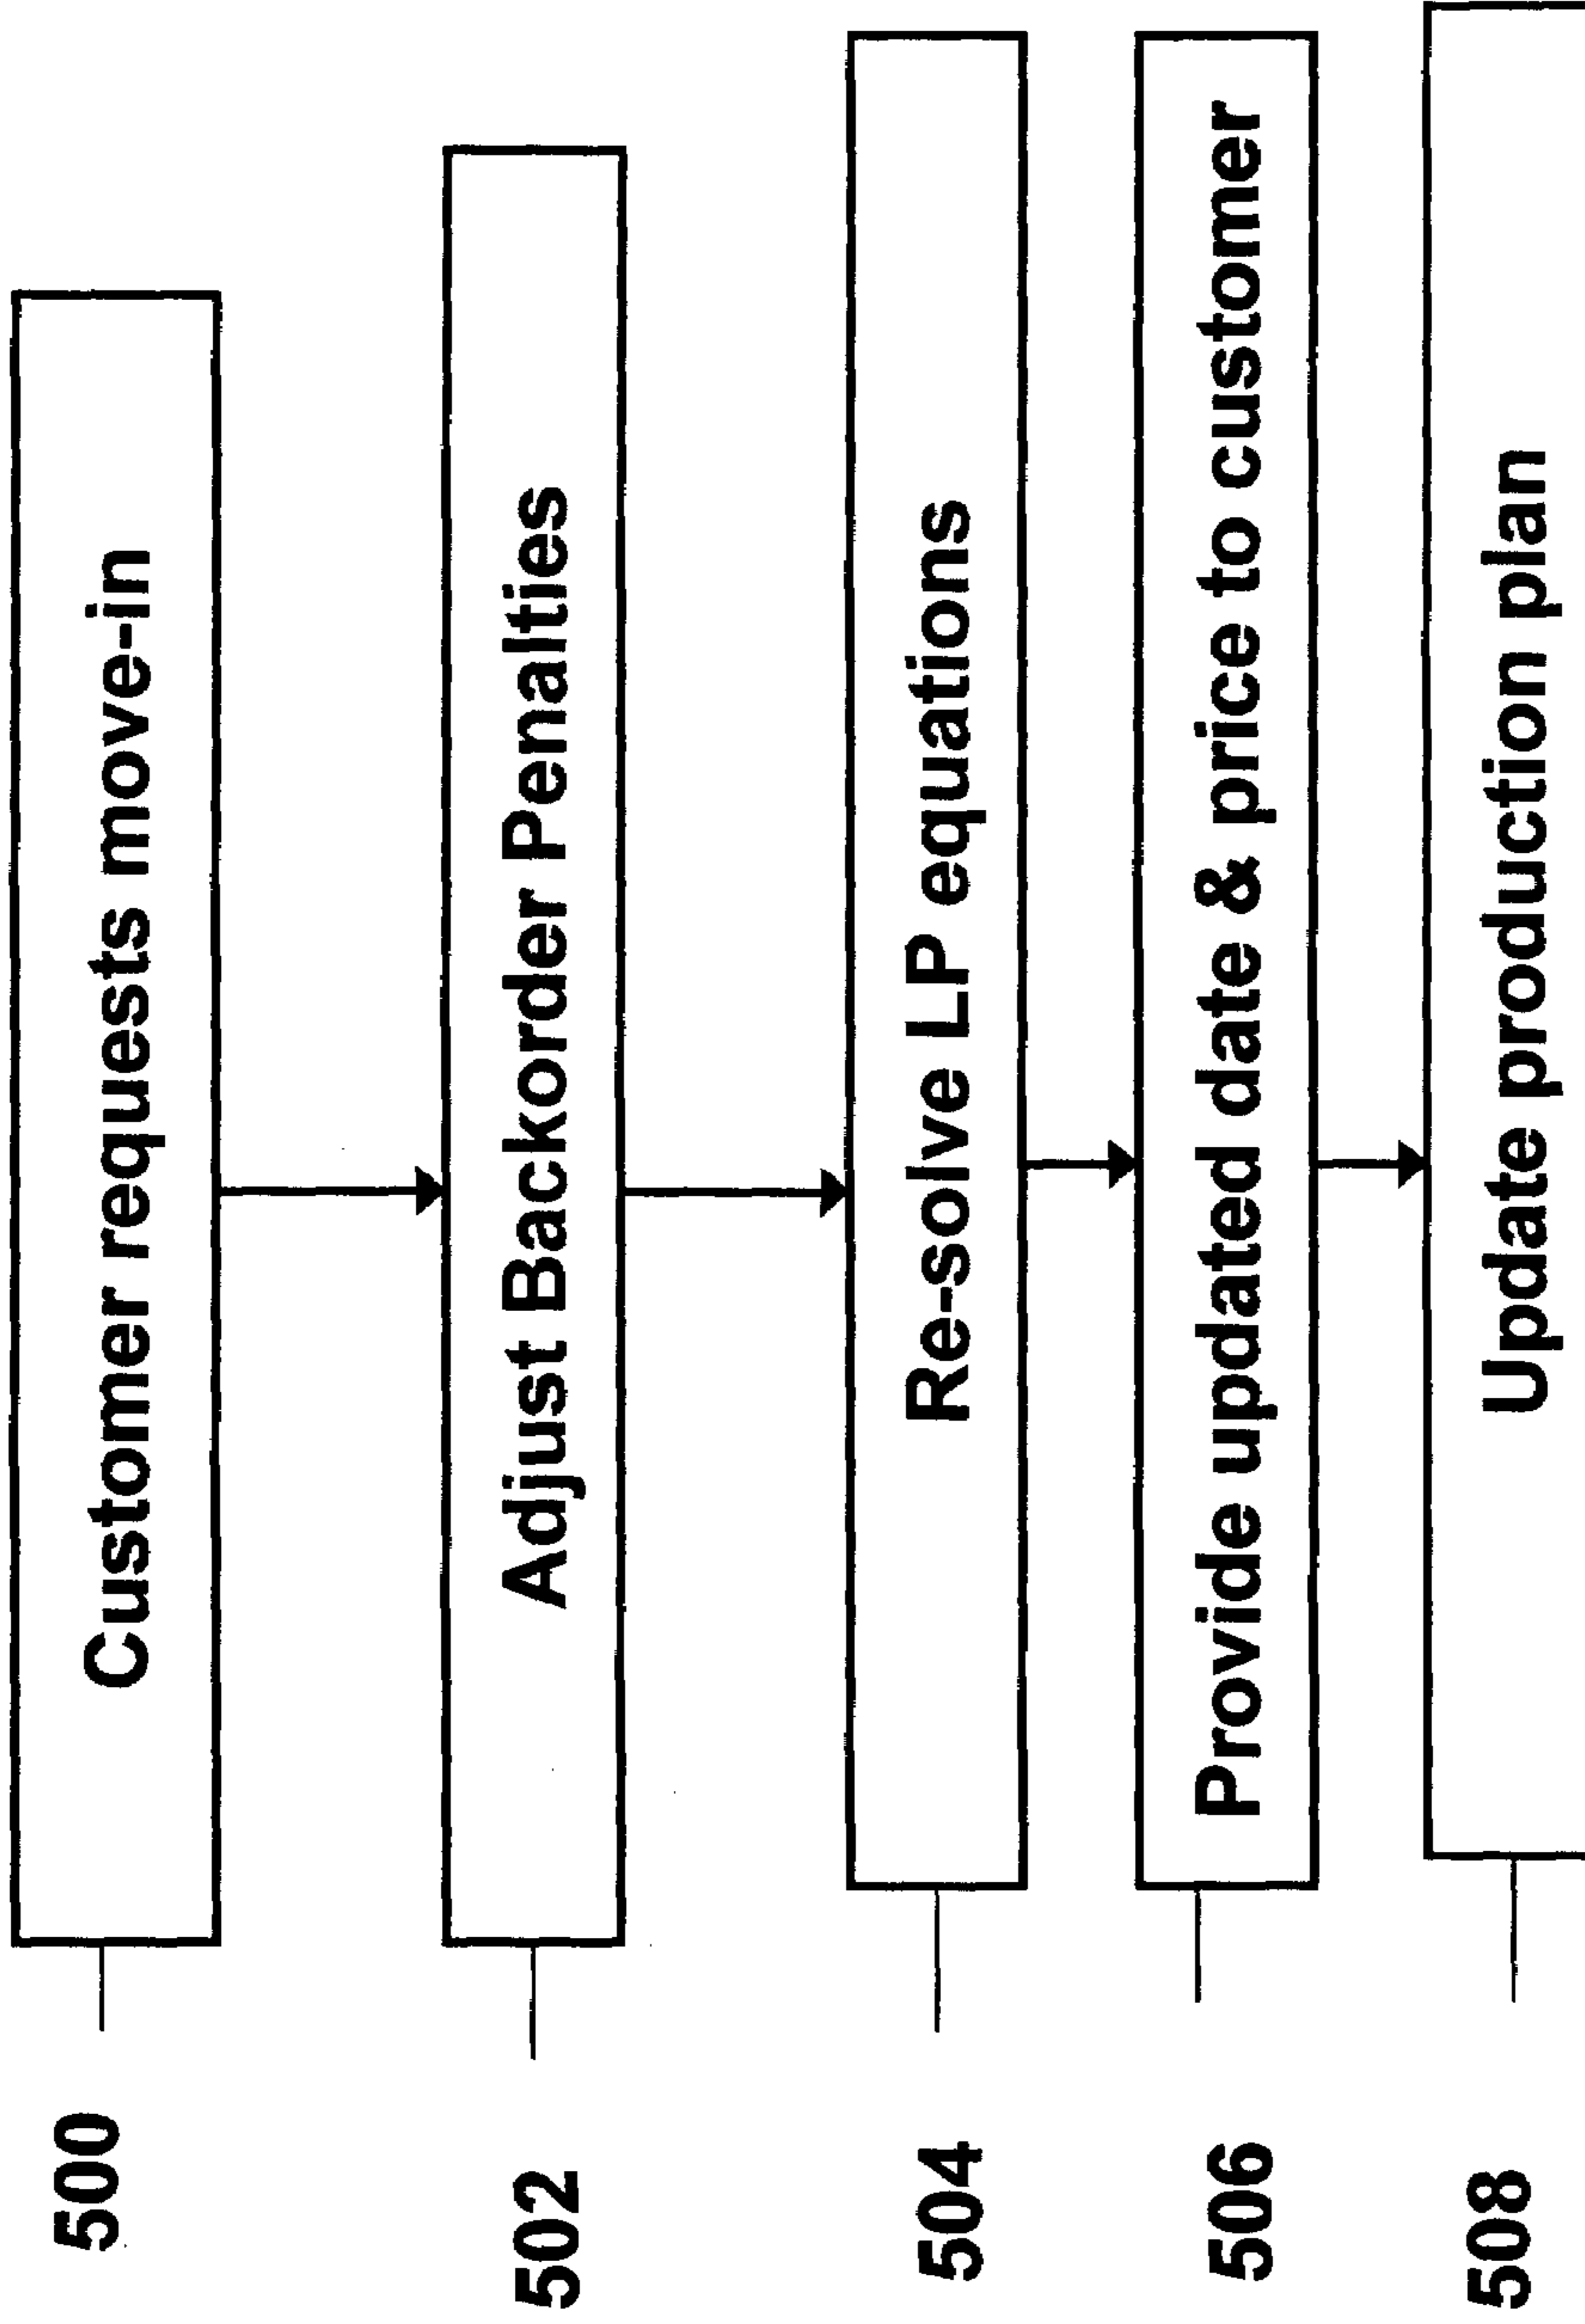 500
Customer requests move-in
502
Adjust Backorder Penalties
504
Re-solve LP equations
506
Provide updated date & price to customer
508
Update production plan